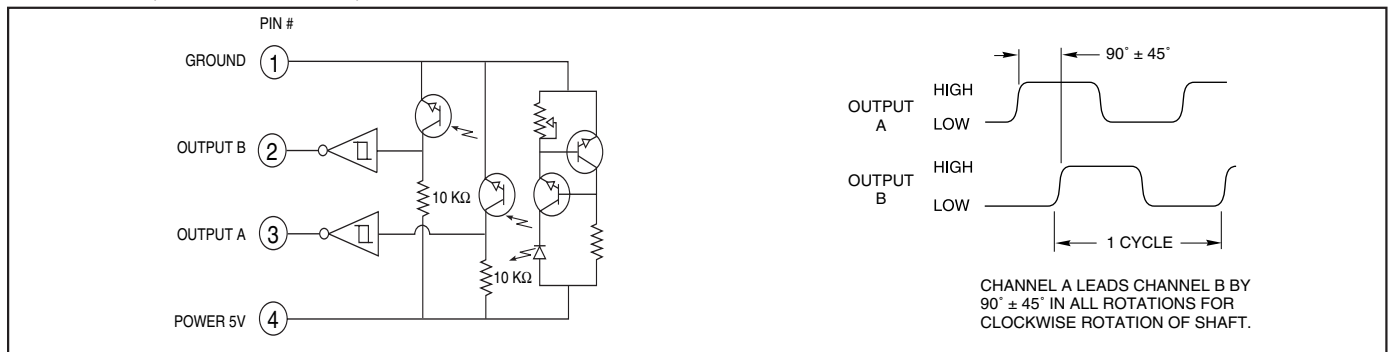 PIN #
GROUND 1
OUTPUT B 2
10 KΩ
OUTPUT A 3
10 KΩ
POWER 5V 4
90˚ ± 45˚
OUTPUT
A
HIGH
LOW
OUTPUT
B
HIGH
LOW
1 CYCLE
CHANNEL A LEADS CHANNEL B BY
90˚ ± 45˚ IN ALL ROTATIONS FOR
CLOCKWISE ROTATION OF SHAFT.